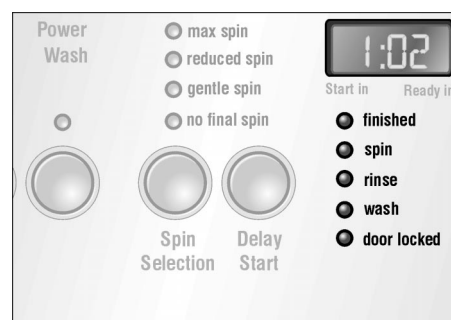 Power
Wash
max spin
reduced spin
gentle spin
no final spin
1:02
Start in
Ready in
finished
spin
rinse
wash
door locked
Spin
Selection
Delay
Start